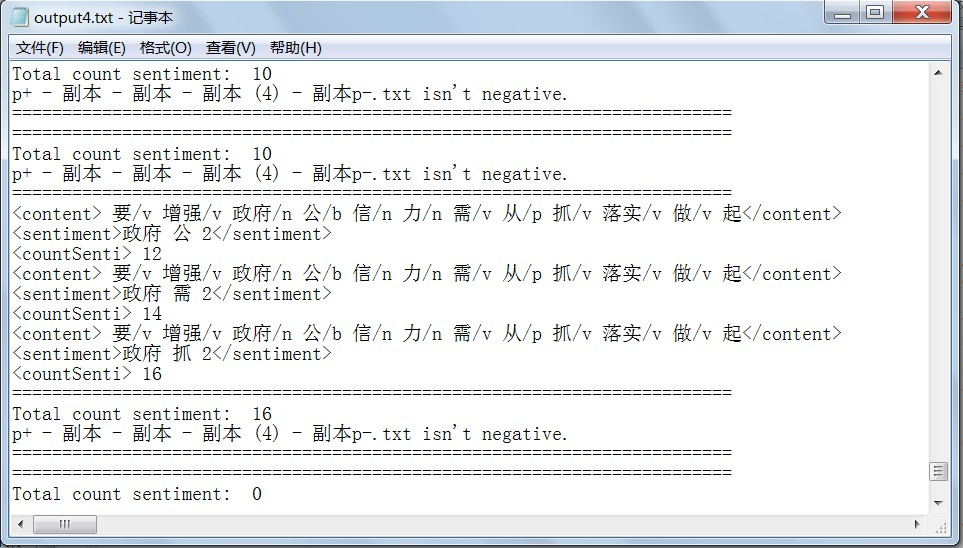 output4.txt - 记事本
文件(F) 编辑(E) 格式(O) 查看(V) 帮助(H)
Total count sentiment:  10
p+ - 副本 - 副本 - 副本 (4) - 副本p-.txt isn't negative.
========================================================================
========================================================================
Total count sentiment:  10
p+ - 副本 - 副本 - 副本 (4) - 副本p-.txt isn't negative.
========================================================================
<content> 要/v 增强/v 政府/n 公/b 信/n 力/n 需/v 从/p 抓/v 落实/v 做/v 起</content>
<sentiment>政府 公 2</sentiment>
<countSenti> 12
<content> 要/v 增强/v 政府/n 公/b 信/n 力/n 需/v 从/p 抓/v 落实/v 做/v 起</content>
<sentiment>政府 需 2</sentiment>
<countSenti> 14
<content> 要/v 增强/v 政府/n 公/b 信/n 力/n 需/v 从/p 抓/v 落实/v 做/v 起</content>
<sentiment>政府 抓 2</sentiment>
<countSenti> 16
========================================================================
Total count sentiment:  16
p+ - 副本 - 副本 - 副本 (4) - 副本p-.txt isn't negative.
========================================================================
========================================================================
Total count sentiment:  0